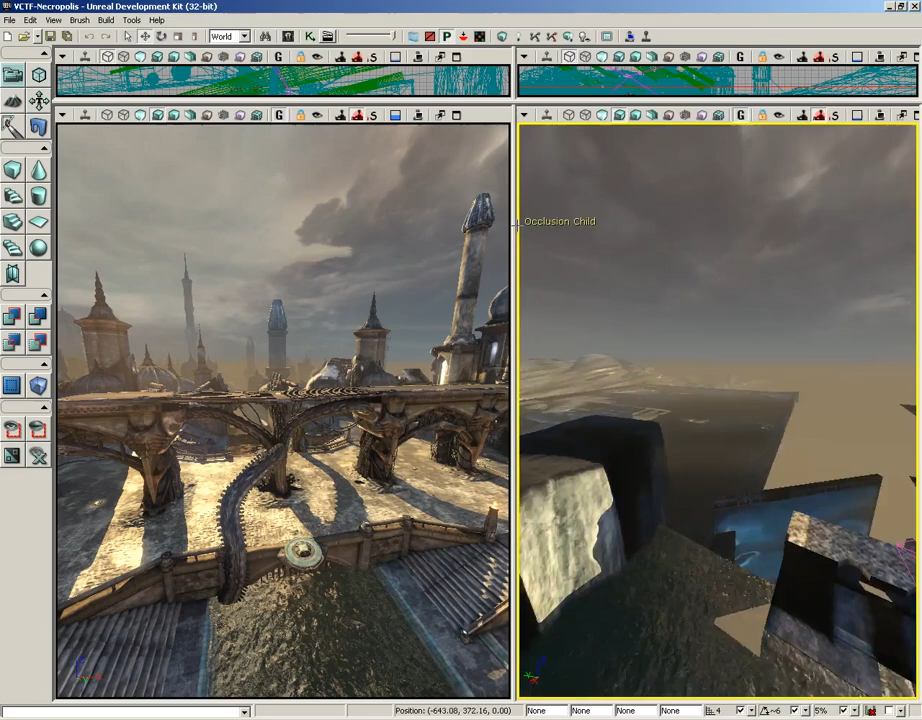 VCTF-Necropolis - Unreal Development Kit (32-bit)
File Edit View Brush Build Tools Help
World P
G S G S
G S G S
Occlusion Child
Position: (-643.08, 372.16, 0.00) None None None None 4 ~6 5%